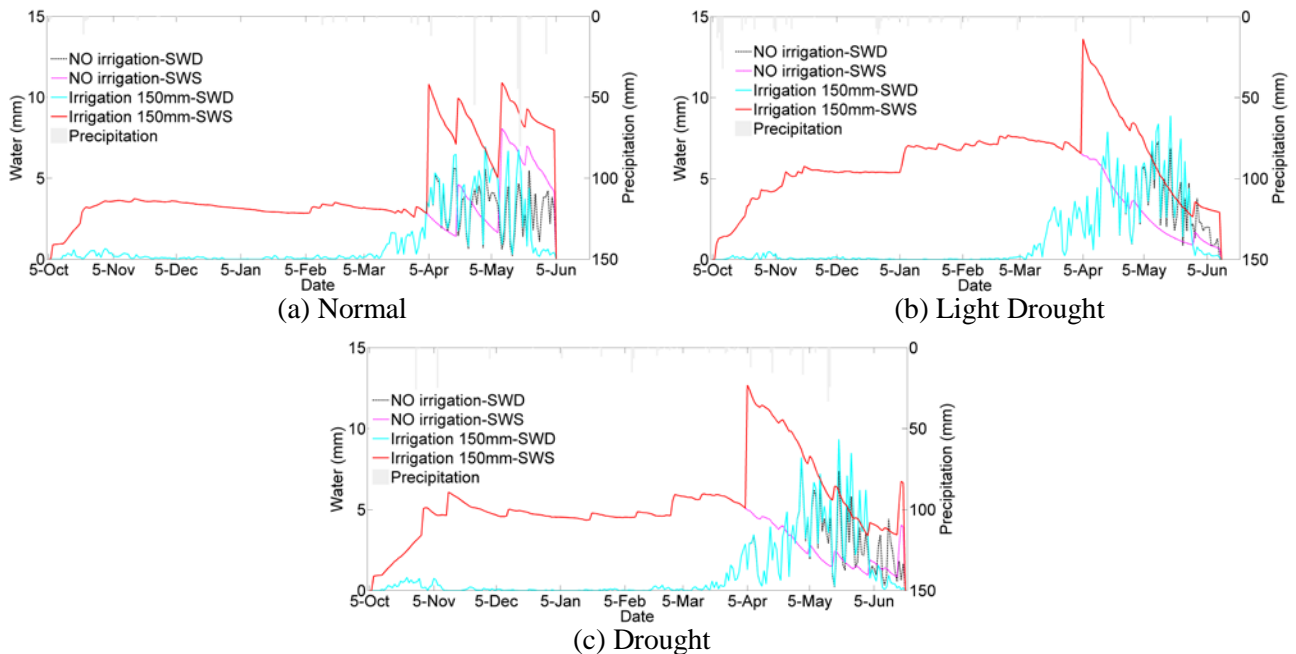 15
10
5
0
Water (mm)
NO irrigation-SWD
NO irrigation-SWS
Irrigation 150mm-SWD
Irrigation 150mm-SWS
Precipitation
0
50
100
150
Precipitation (mm)
5-Oct 5-Nov 5-Dec 5-Jan 5-Feb 5-Mar 5-Apr 5-May 5-Jun
Date
(a) Normal
15
10
5
0
Water (mm)
NO irrigation-SWD
NO irrigation-SWS
Irrigation 150mm-SWD
Irrigation 150mm-SWS
Precipitation
0
50
100
150
Precipitation (mm)
5-Oct 5-Nov 5-Dec 5-Jan 5-Feb 5-Mar 5-Apr 5-May 5-Jun
Date
(b) Light Drought
15
10
5
0
Water (mm)
NO irrigation-SWD
NO irrigation-SWS
Irrigation 150mm-SWD
Irrigation 150mm-SWS
Precipitation
0
50
100
150
Precipitation (mm)
5-Oct 5-Nov 5-Dec 5-Jan 5-Feb 5-Mar 5-Apr 5-May 5-Jun
Date
(c) Drought